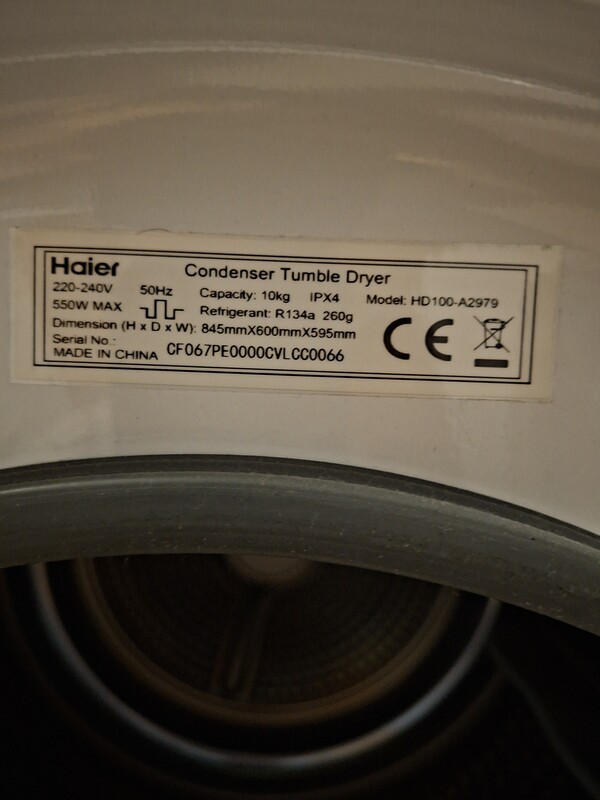 Haier Condenser Tumble Dryer
220-240V 50Hz Capacity: 10kg IPX4 Model: HD100-A2979
550W MAX Refrigerant: R134a 260g
Dimension (H x D x W): 845mmX600mmX595mm
Serial No.:
MADE IN CHINA CF067PE0000CVLCC0066
CE